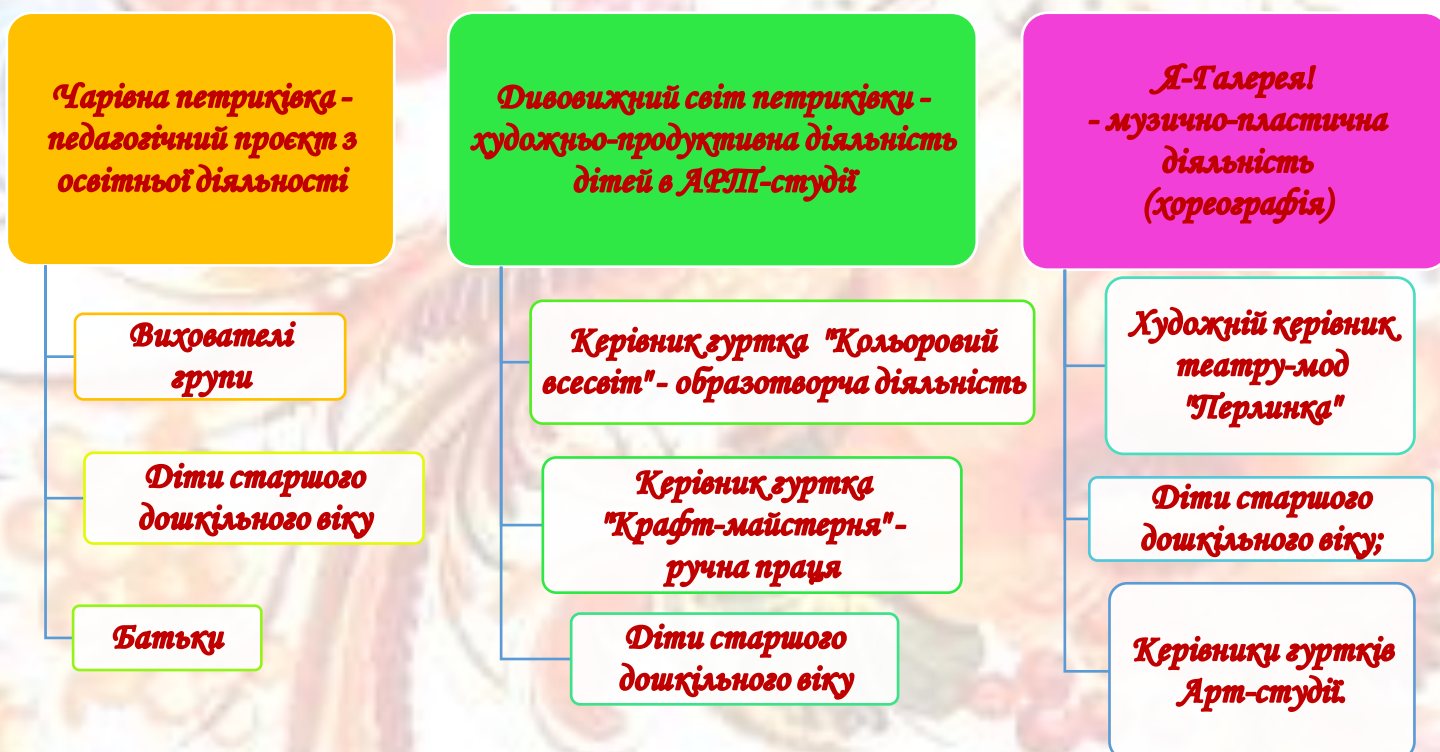 Чарівна петриківка -
педагогічний проєкт з
освітньої діяльності
Вихователі
групи
Діти старшого
дошкільного віку
Батьки
Дивовижний світ петриківки -
художньо-продуктивна діяльність
дітей в АРТ-студії
Керівник гуртка "Кольоровий
всесвіт" - образотворча діяльність
Керівник гуртка
"Крафт-майстерня" -
ручна праця
Діти старшого
дошкільного віку
Я-Галерея!
- музично-пластична
діяльність
(хореографія)
Художній керівник
театру-мод
"Перлинка"
Діти старшого
дошкільного віку;
Керівники гуртків
Арт-студії.